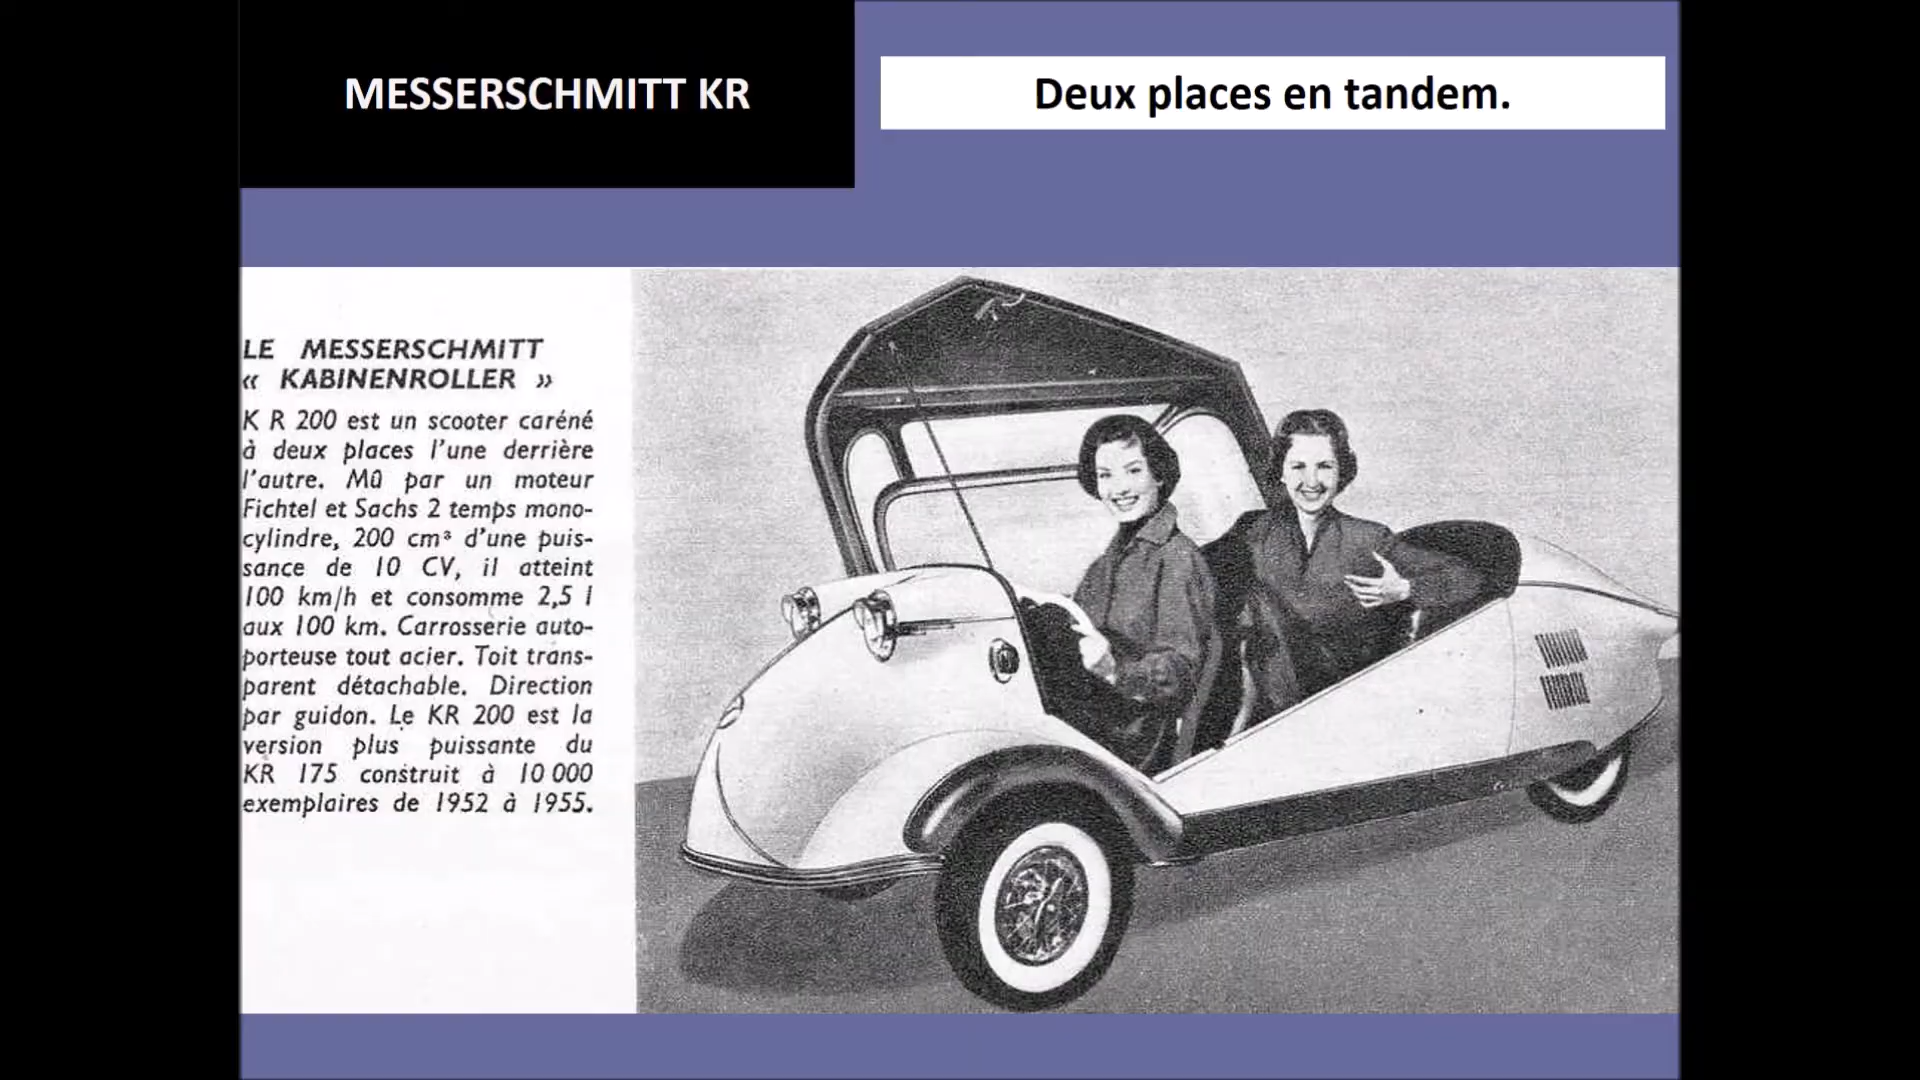 MESSERSCHMITT KR
Deux places en tandem.
LE MESSERSCHMITT
« KABINENROLLER »
K R 200 est un scooter caréné
à deux places l'une derrière
l'autre. Mû par un moteur
Fichtel et Sachs 2 temps mono-
cylindre, 200 cm³ d'une puis-
sance de 10 CV, il atteint
100 km/h et consomme 2,5 l
aux 100 km. Carrosserie auto-
porteuse tout acier. Toit trans-
parent détachable. Direction
par guidon. Le KR 200 est la
version plus puissante du
KR 175 construit à 10 000
exemplaires de 1952 à 1955.